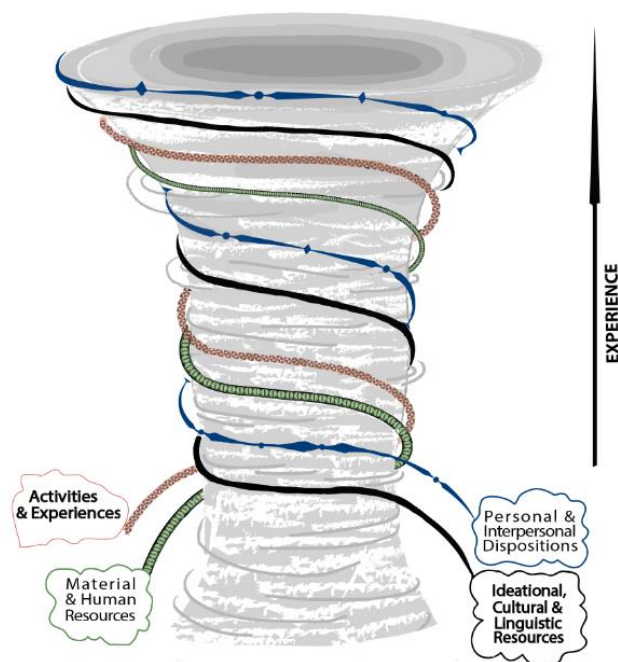 EXPERIENCE
Activities
& Experiences
Material
& Human
Resources
Personal &
Interpersonal
Dispositions
Ideational,
Cultural &
Linguistic
Resources